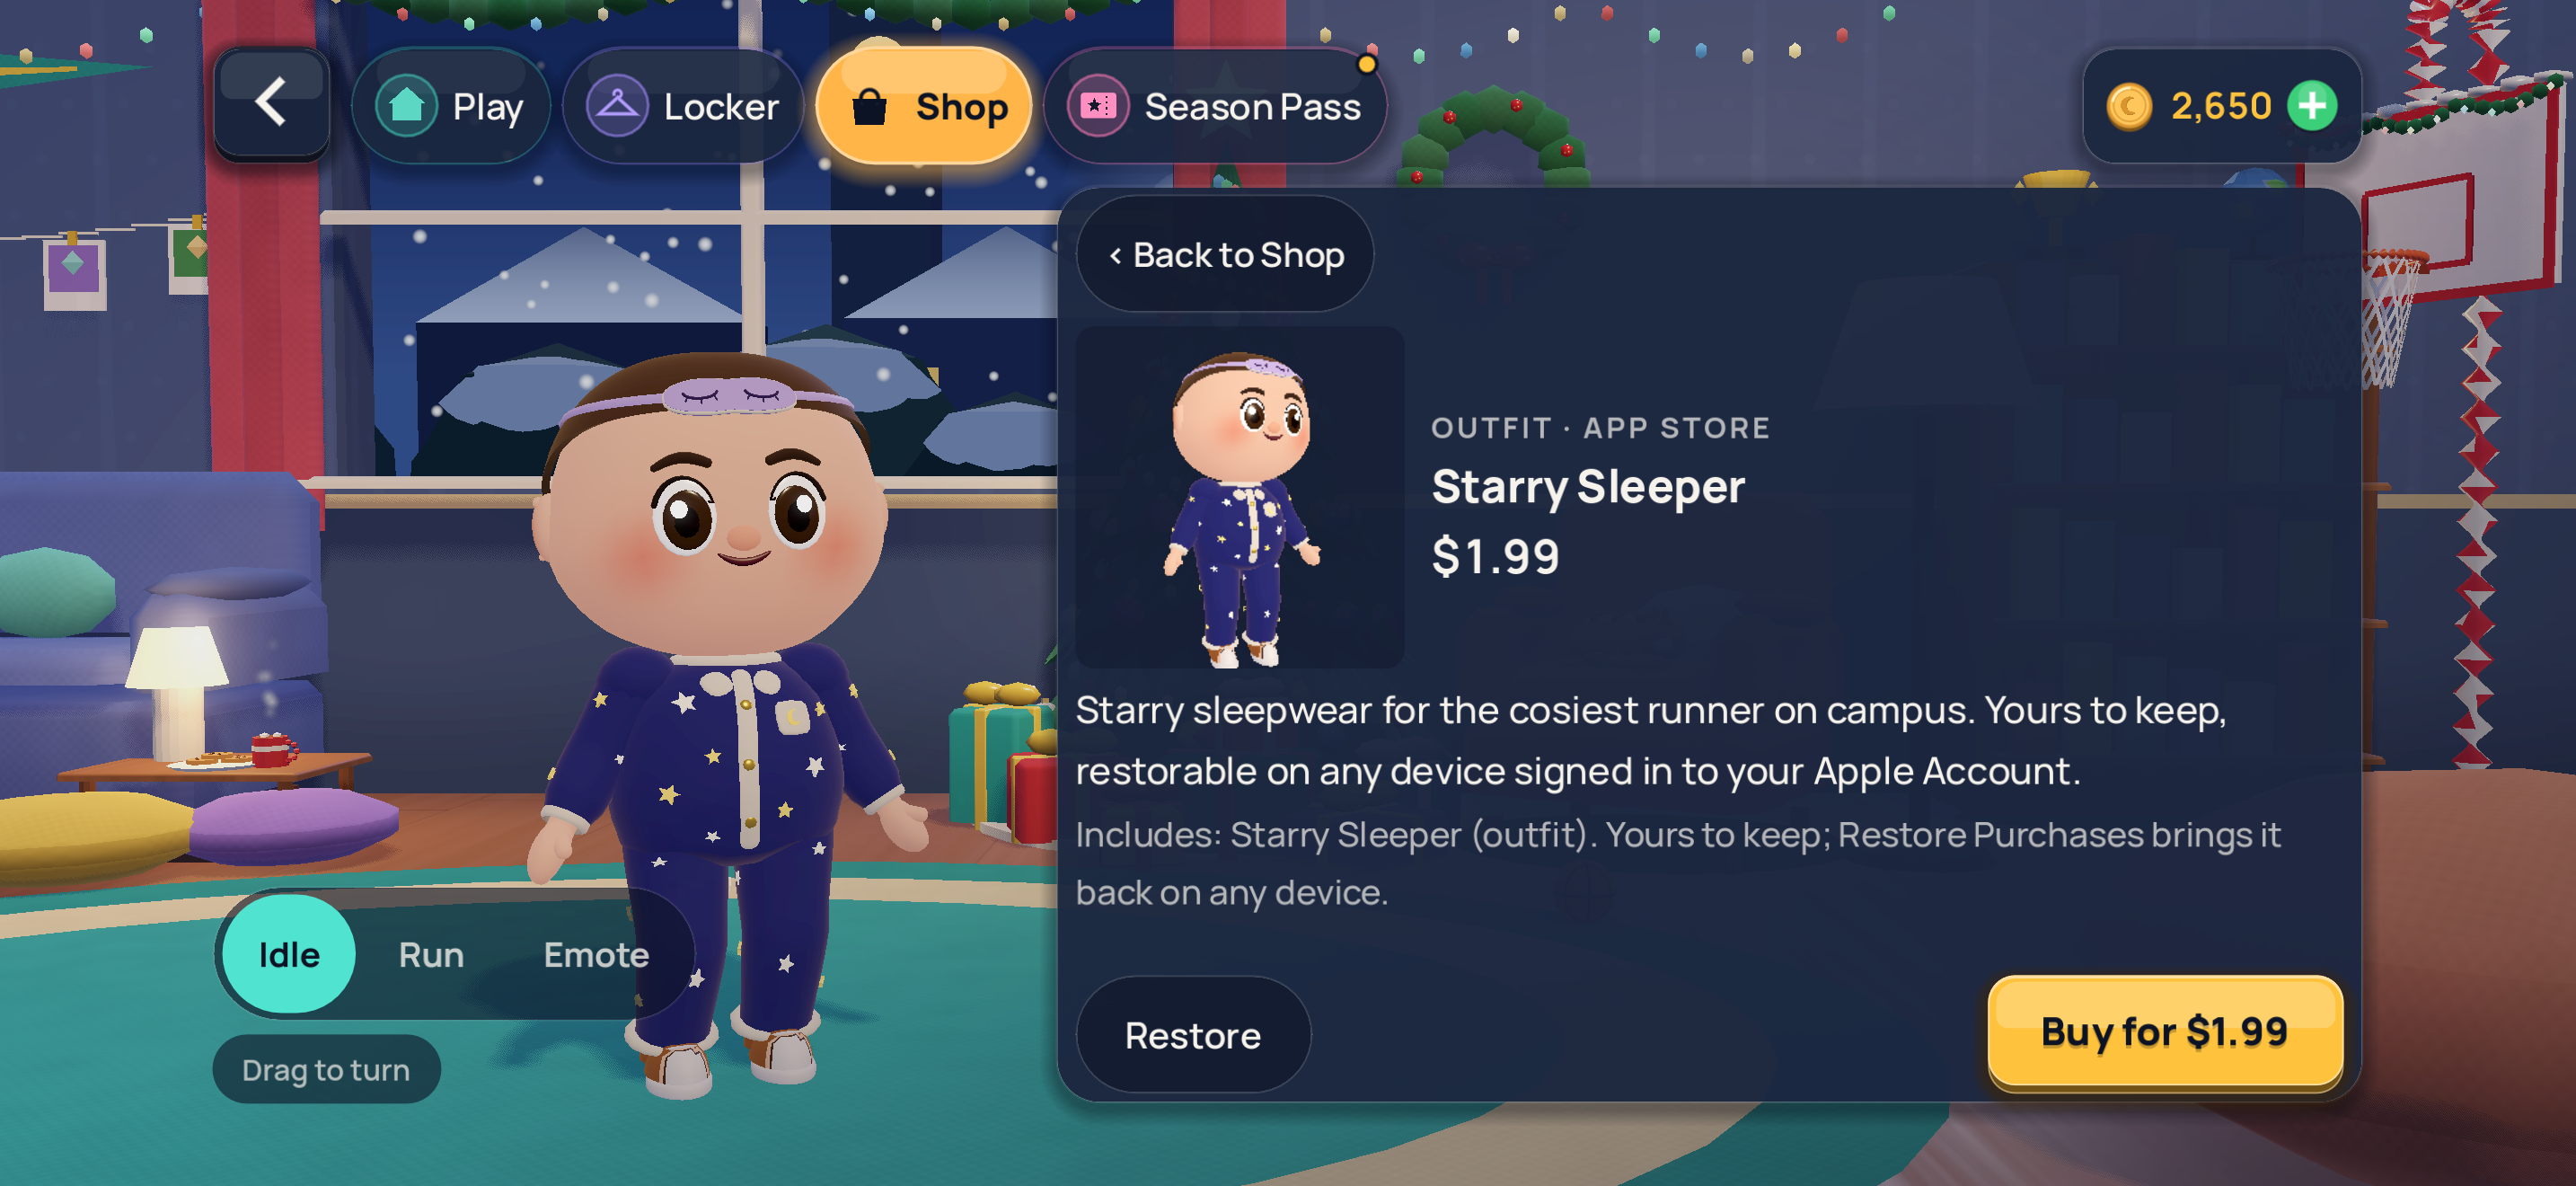 Play
Locker
Shop
Season Pass
2,650
‹ Back to Shop
OUTFIT · APP STORE
Starry Sleeper
$1.99
Starry sleepwear for the cosiest runner on campus. Yours to keep,
restorable on any device signed in to your Apple Account.
Includes: Starry Sleeper (outfit). Yours to keep; Restore Purchases brings it
back on any device.
Idle
Run
Emote
Drag to turn
Restore
Buy for $1.99